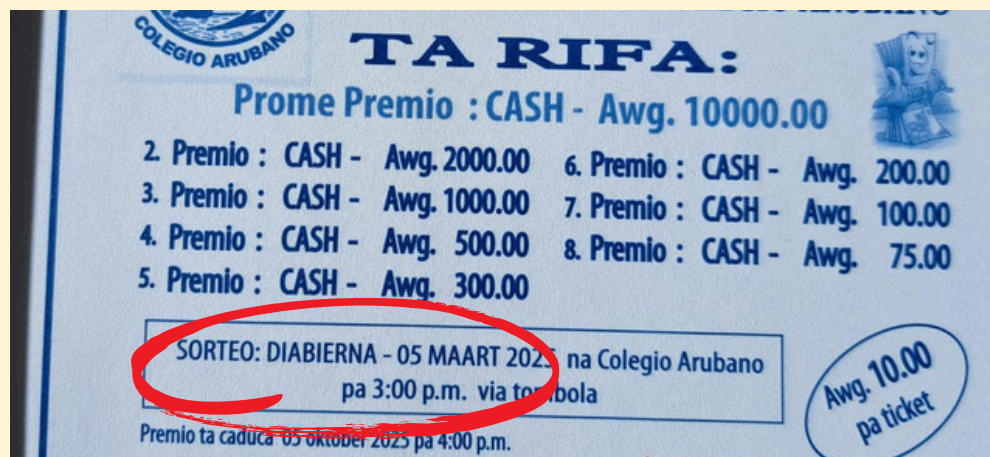 COLEGIO ARUBANO
TA RIFA:
Prome Premio : CASH - Awg. 10000.00
2. Premio : CASH - Awg. 2000.00
3. Premio : CASH - Awg. 1000.00
4. Premio : CASH - Awg. 500.00
5. Premio : CASH - Awg. 300.00
6. Premio : CASH - Awg. 200.00
7. Premio : CASH - Awg. 100.00
8. Premio : CASH - Awg. 75.00
SORTEO: DIABIERNA - 05 MAART 2025 na Colegio Arubano
pa 3:00 p.m. via tombola
Awg. 10.00
pa ticket
Premio ta caduca 05 oktober 2025 pa 4:00 p.m.